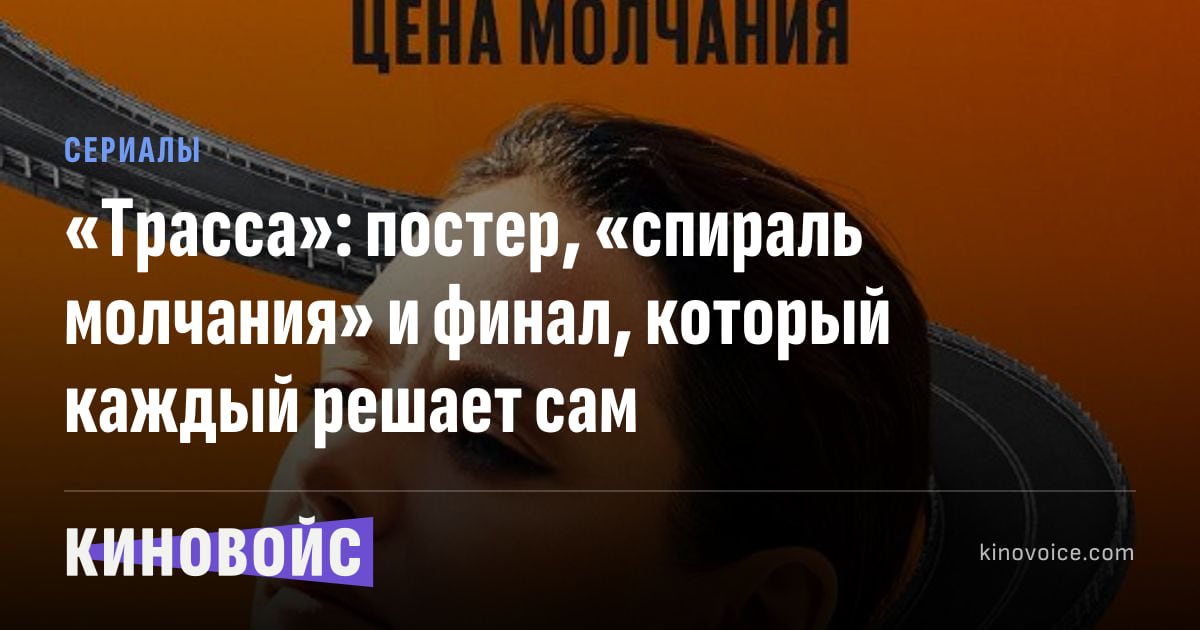 ЦЕНА МОЛЧАНИЯ
СЕРИАЛЫ
«Трасса»: постер, «спираль
молчания» и финал, который
каждый решает сам
КИНОВОЙС
kinovoice.com